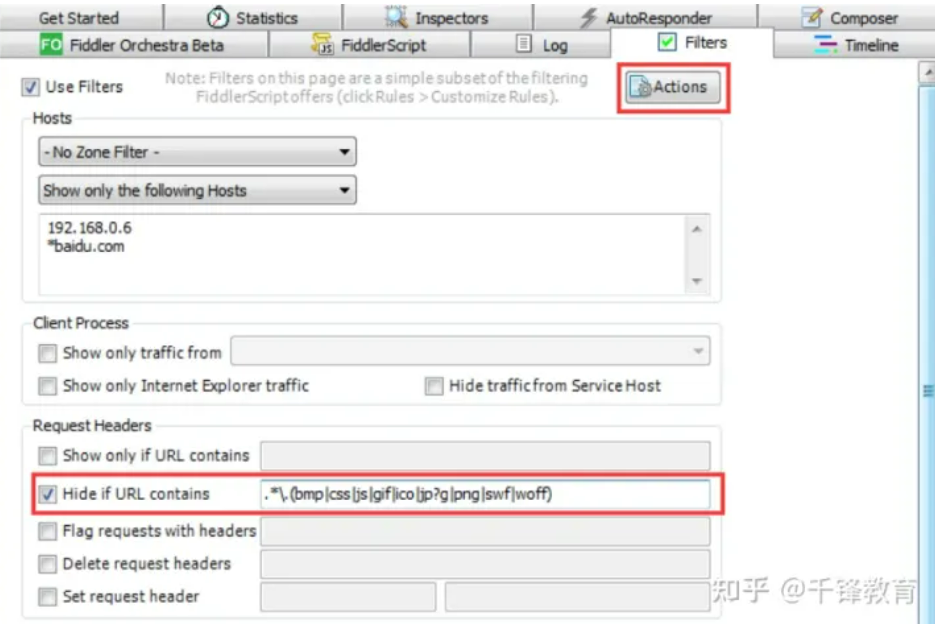 Get Started Statistics Inspectors AutoResponder Composer
FO Fiddler Orchestra Beta JS FiddlerScript Log Filters Timeline
Use Filters
Note: Filters on this page are a simple subset of the filtering
FiddlerScript offers (click Rules > Customize Rules).
Actions
Hosts
- No Zone Filter -
Show only the following Hosts
192.168.0.6
*baidu.com
Client Process
Show only traffic from
Show only Internet Explorer traffic Hide traffic from Service Host
Request Headers
Show only if URL contains
Hide if URL contains .*\.(bmp|css|js|gif|ico|jp?g|png|swf|woff)
Flag requests with headers
Delete request headers
Set request header
知乎 @千锋教育